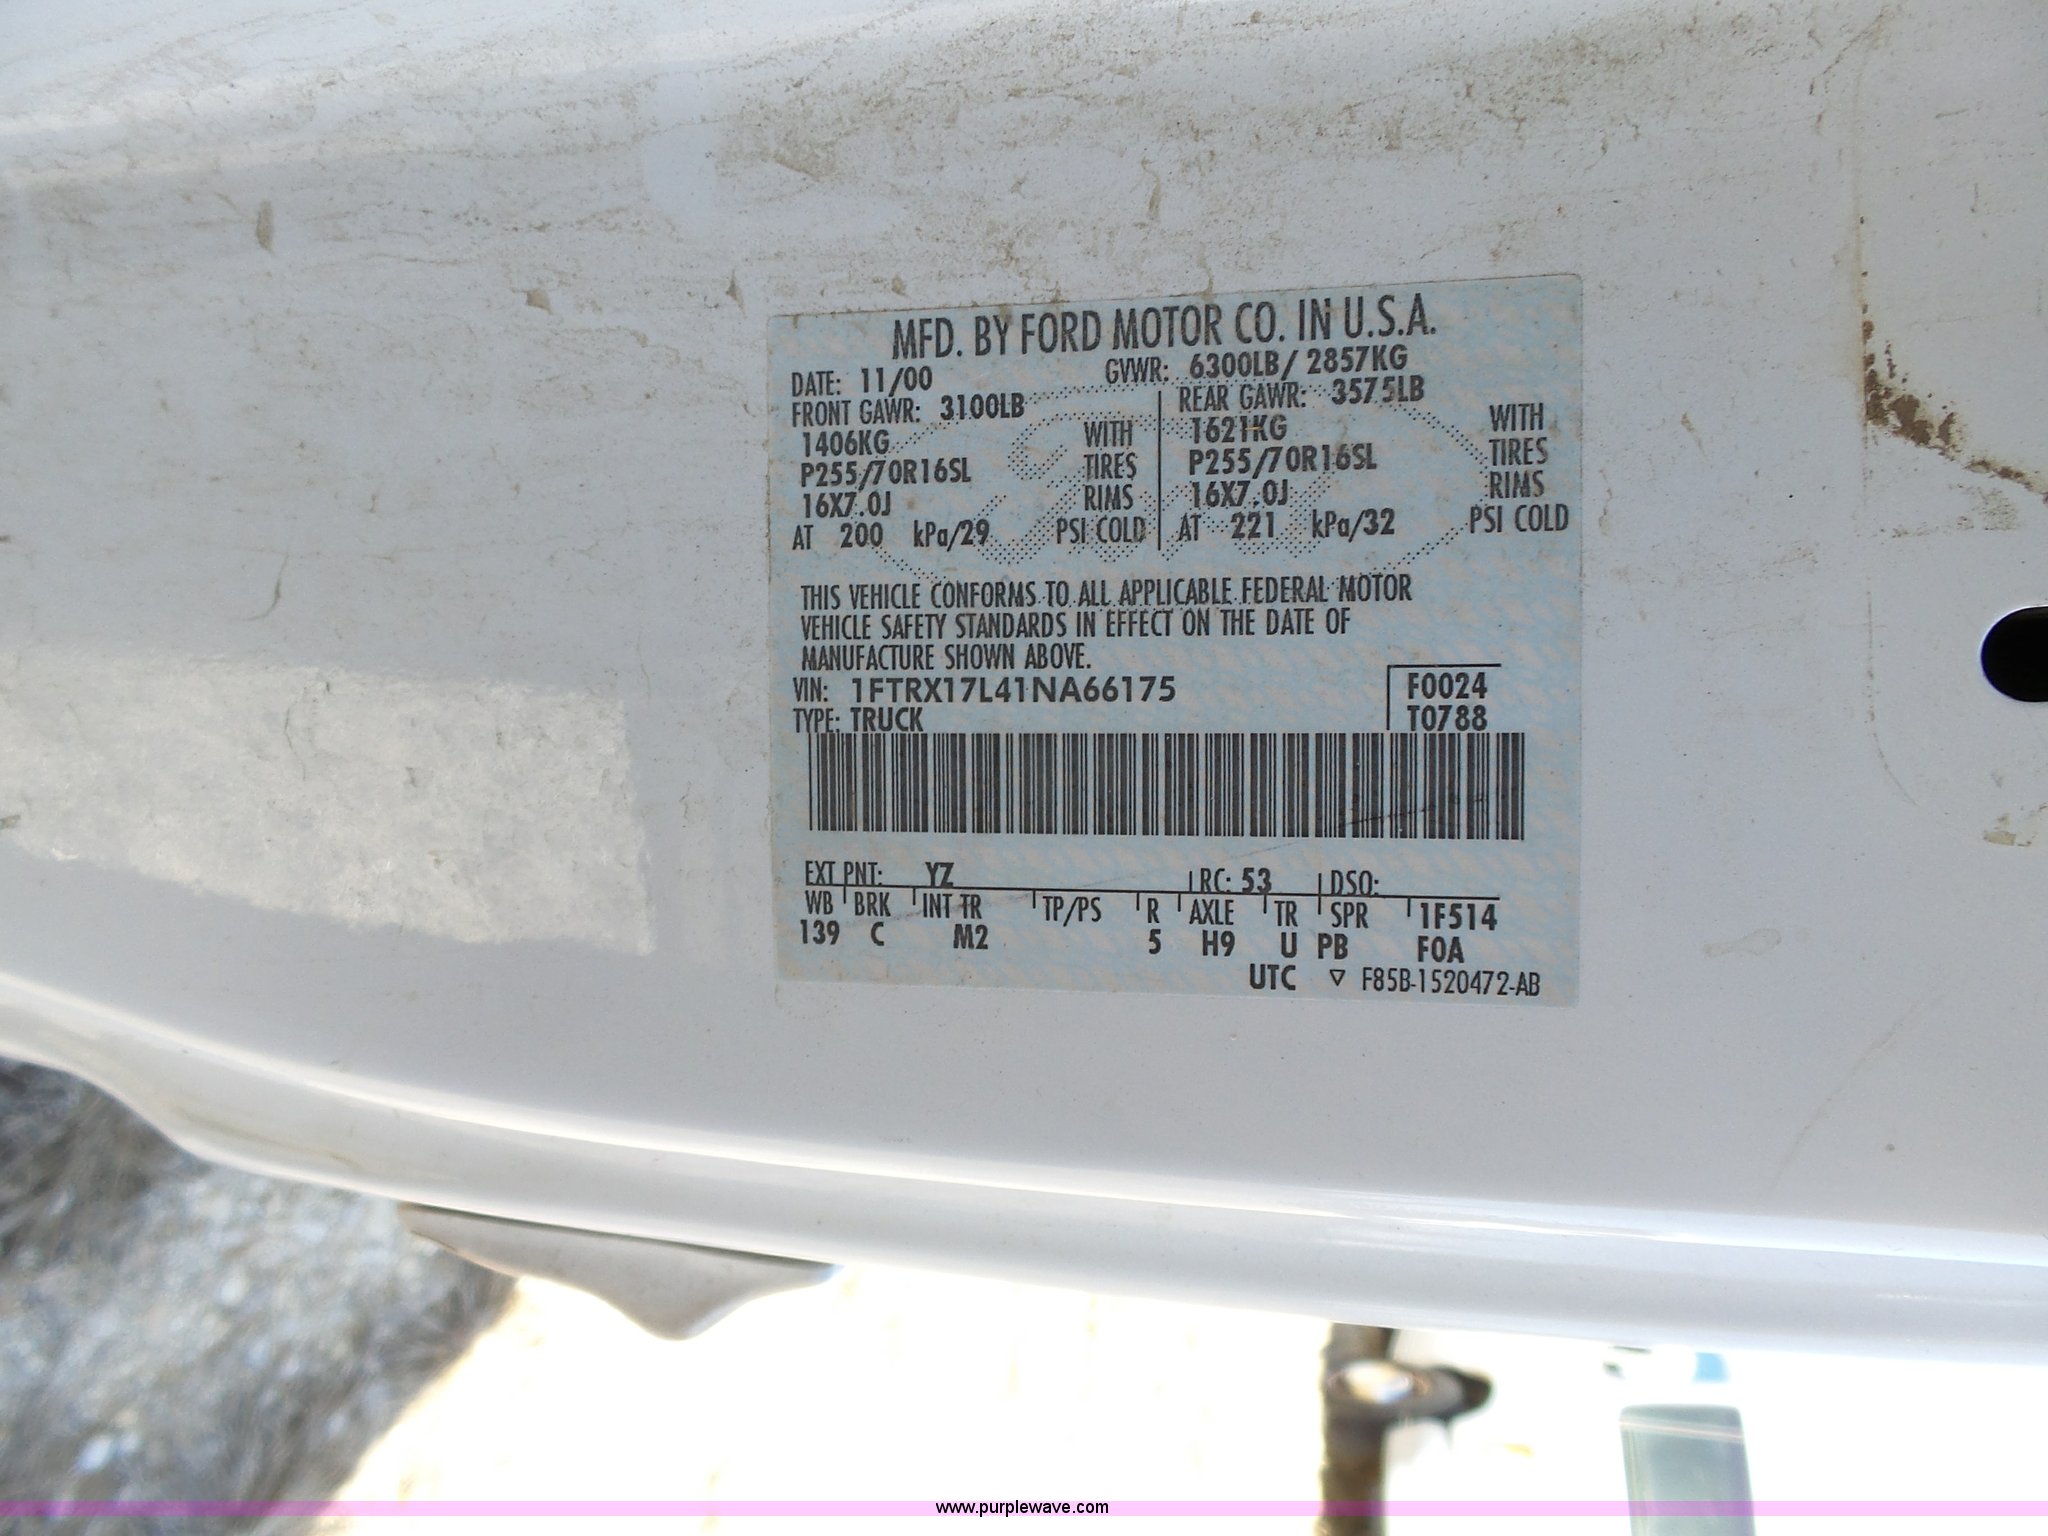 MFD. BY FORD MOTOR CO. IN U.S.A.
DATE: 11/00 GVWR: 6300LB/ 2857KG
FRONT GAWR: 3100LB REAR GAWR: 3575LB
1406KG WITH 1621KG WITH
P255/70R16SL TIRES P255/70R16SL TIRES
16X7.0J RIMS 16X7.0J RIMS
AT 200 kPa/29 PSI COLD AT 221 kPa/32 PSI COLD
THIS VEHICLE CONFORMS TO ALL APPLICABLE FEDERAL MOTOR
VEHICLE SAFETY STANDARDS IN EFFECT ON THE DATE OF
MANUFACTURE SHOWN ABOVE.
VIN: 1FTRX17L41NA66175 F0024
TYPE: TRUCK T0788
EXT PNT: YZ RC: 53 DSO:
WB BRK INT TR TP/PS R AXLE TR SPR 1F514
139 C M2 5 H9 U PB F0A
UTC ▽ F85B-1520472-AB
www.purplewave.com